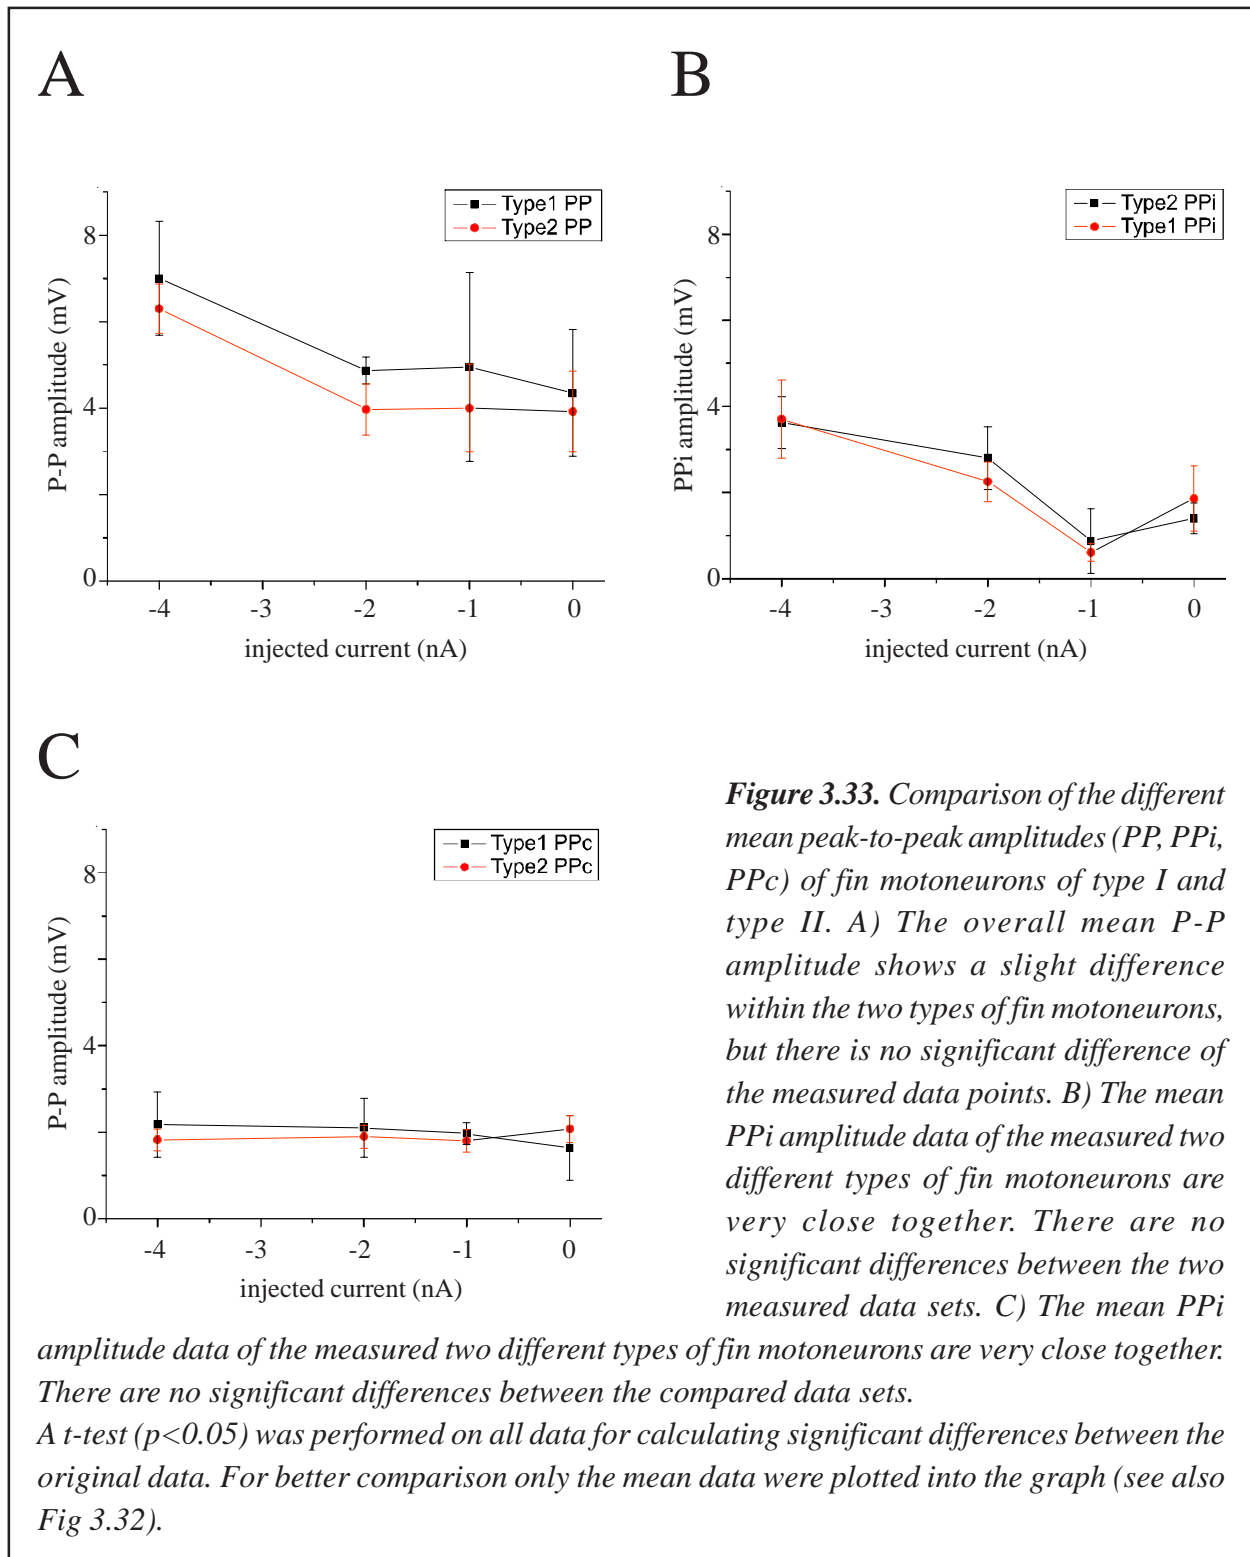 A
B
Type1 PP
Type2 PP
8
4
0
P-P amplitude (mV)
-4 -3 -2 -1 0
injected current (nA)
Type2 PPi
Type1 PPi
8
4
0
PPi amplitude (mV)
-4 -3 -2 -1 0
injected current (nA)
C
Type1 PPc
Type2 PPc
8
4
0
P-P amplitude (mV)
-4 -3 -2 -1 0
injected current (nA)
Figure 3.33. Comparison of the different
mean peak-to-peak amplitudes (PP, PPi,
PPc) of fin motoneurons of type I and
type II. A) The overall mean P-P
amplitude shows a slight difference
within the two types of fin motoneurons,
but there is no significant difference of
the measured data points. B) The mean
PPi amplitude data of the measured two
different types of fin motoneurons are
very close together. There are no
significant differences between the two
measured data sets. C) The mean PPi
amplitude data of the measured two different types of fin motoneurons are very close together.
There are no significant differences between the compared data sets.
A t-test (p<0.05) was performed on all data for calculating significant differences between the
original data. For better comparison only the mean data were plotted into the graph (see also
Fig 3.32).